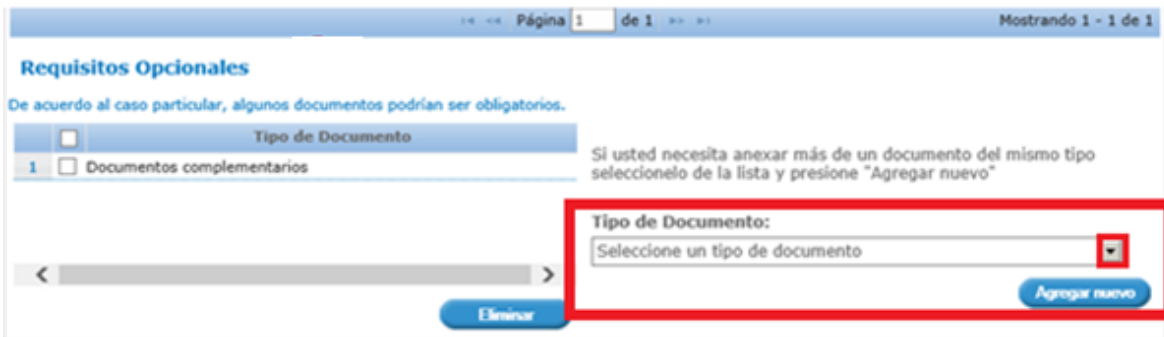 Página 1 de 1 Mostrando 1 - 1 de 1
Requisitos Opcionales
De acuerdo al caso particular, algunos documentos podrían ser obligatorios.
Tipo de Documento
1 Documentos complementarios
Si usted necesita anexar más de un documento del mismo tipo
seleccionelo de la lista y presione "Agregar nuevo"
Tipo de Documento:
Seleccione un tipo de documento
Agregar nuevo
Eliminar